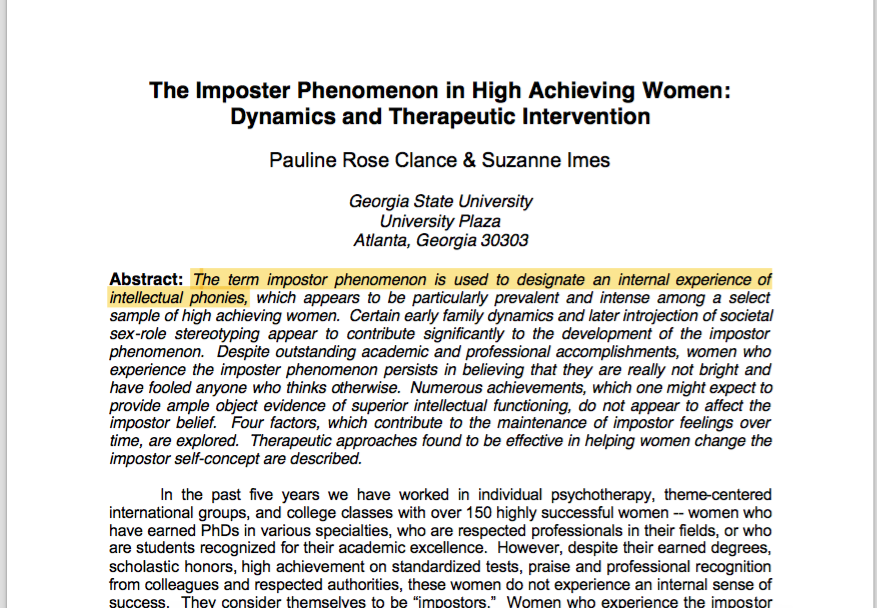 The Imposter Phenomenon in High Achieving Women:
Dynamics and Therapeutic Intervention
Pauline Rose Clance & Suzanne Imes
Georgia State University
University Plaza
Atlanta, Georgia 30303
Abstract: The term impostor phenomenon is used to designate an internal experience of
intellectual phonies, which appears to be particularly prevalent and intense among a select
sample of high achieving women. Certain early family dynamics and later introjection of societal
sex-role stereotyping appear to contribute significantly to the development of the impostor
phenomenon. Despite outstanding academic and professional accomplishments, women who
experience the imposter phenomenon persists in believing that they are really not bright and
have fooled anyone who thinks otherwise. Numerous achievements, which one might expect to
provide ample object evidence of superior intellectual functioning, do not appear to affect the
impostor belief. Four factors, which contribute to the maintenance of impostor feelings over
time, are explored. Therapeutic approaches found to be effective in helping women change the
impostor self-concept are described.
In the past five years we have worked in individual psychotherapy, theme-centered
international groups, and college classes with over 150 highly successful women -- women who
have earned PhDs in various specialties, who are respected professionals in their fields, or who
are students recognized for their academic excellence. However, despite their earned degrees,
scholastic honors, high achievement on standardized tests, praise and professional recognition
from colleagues and respected authorities, these women do not experience an internal sense of
success. They consider themselves to be “impostors.” Women who experience the impostor